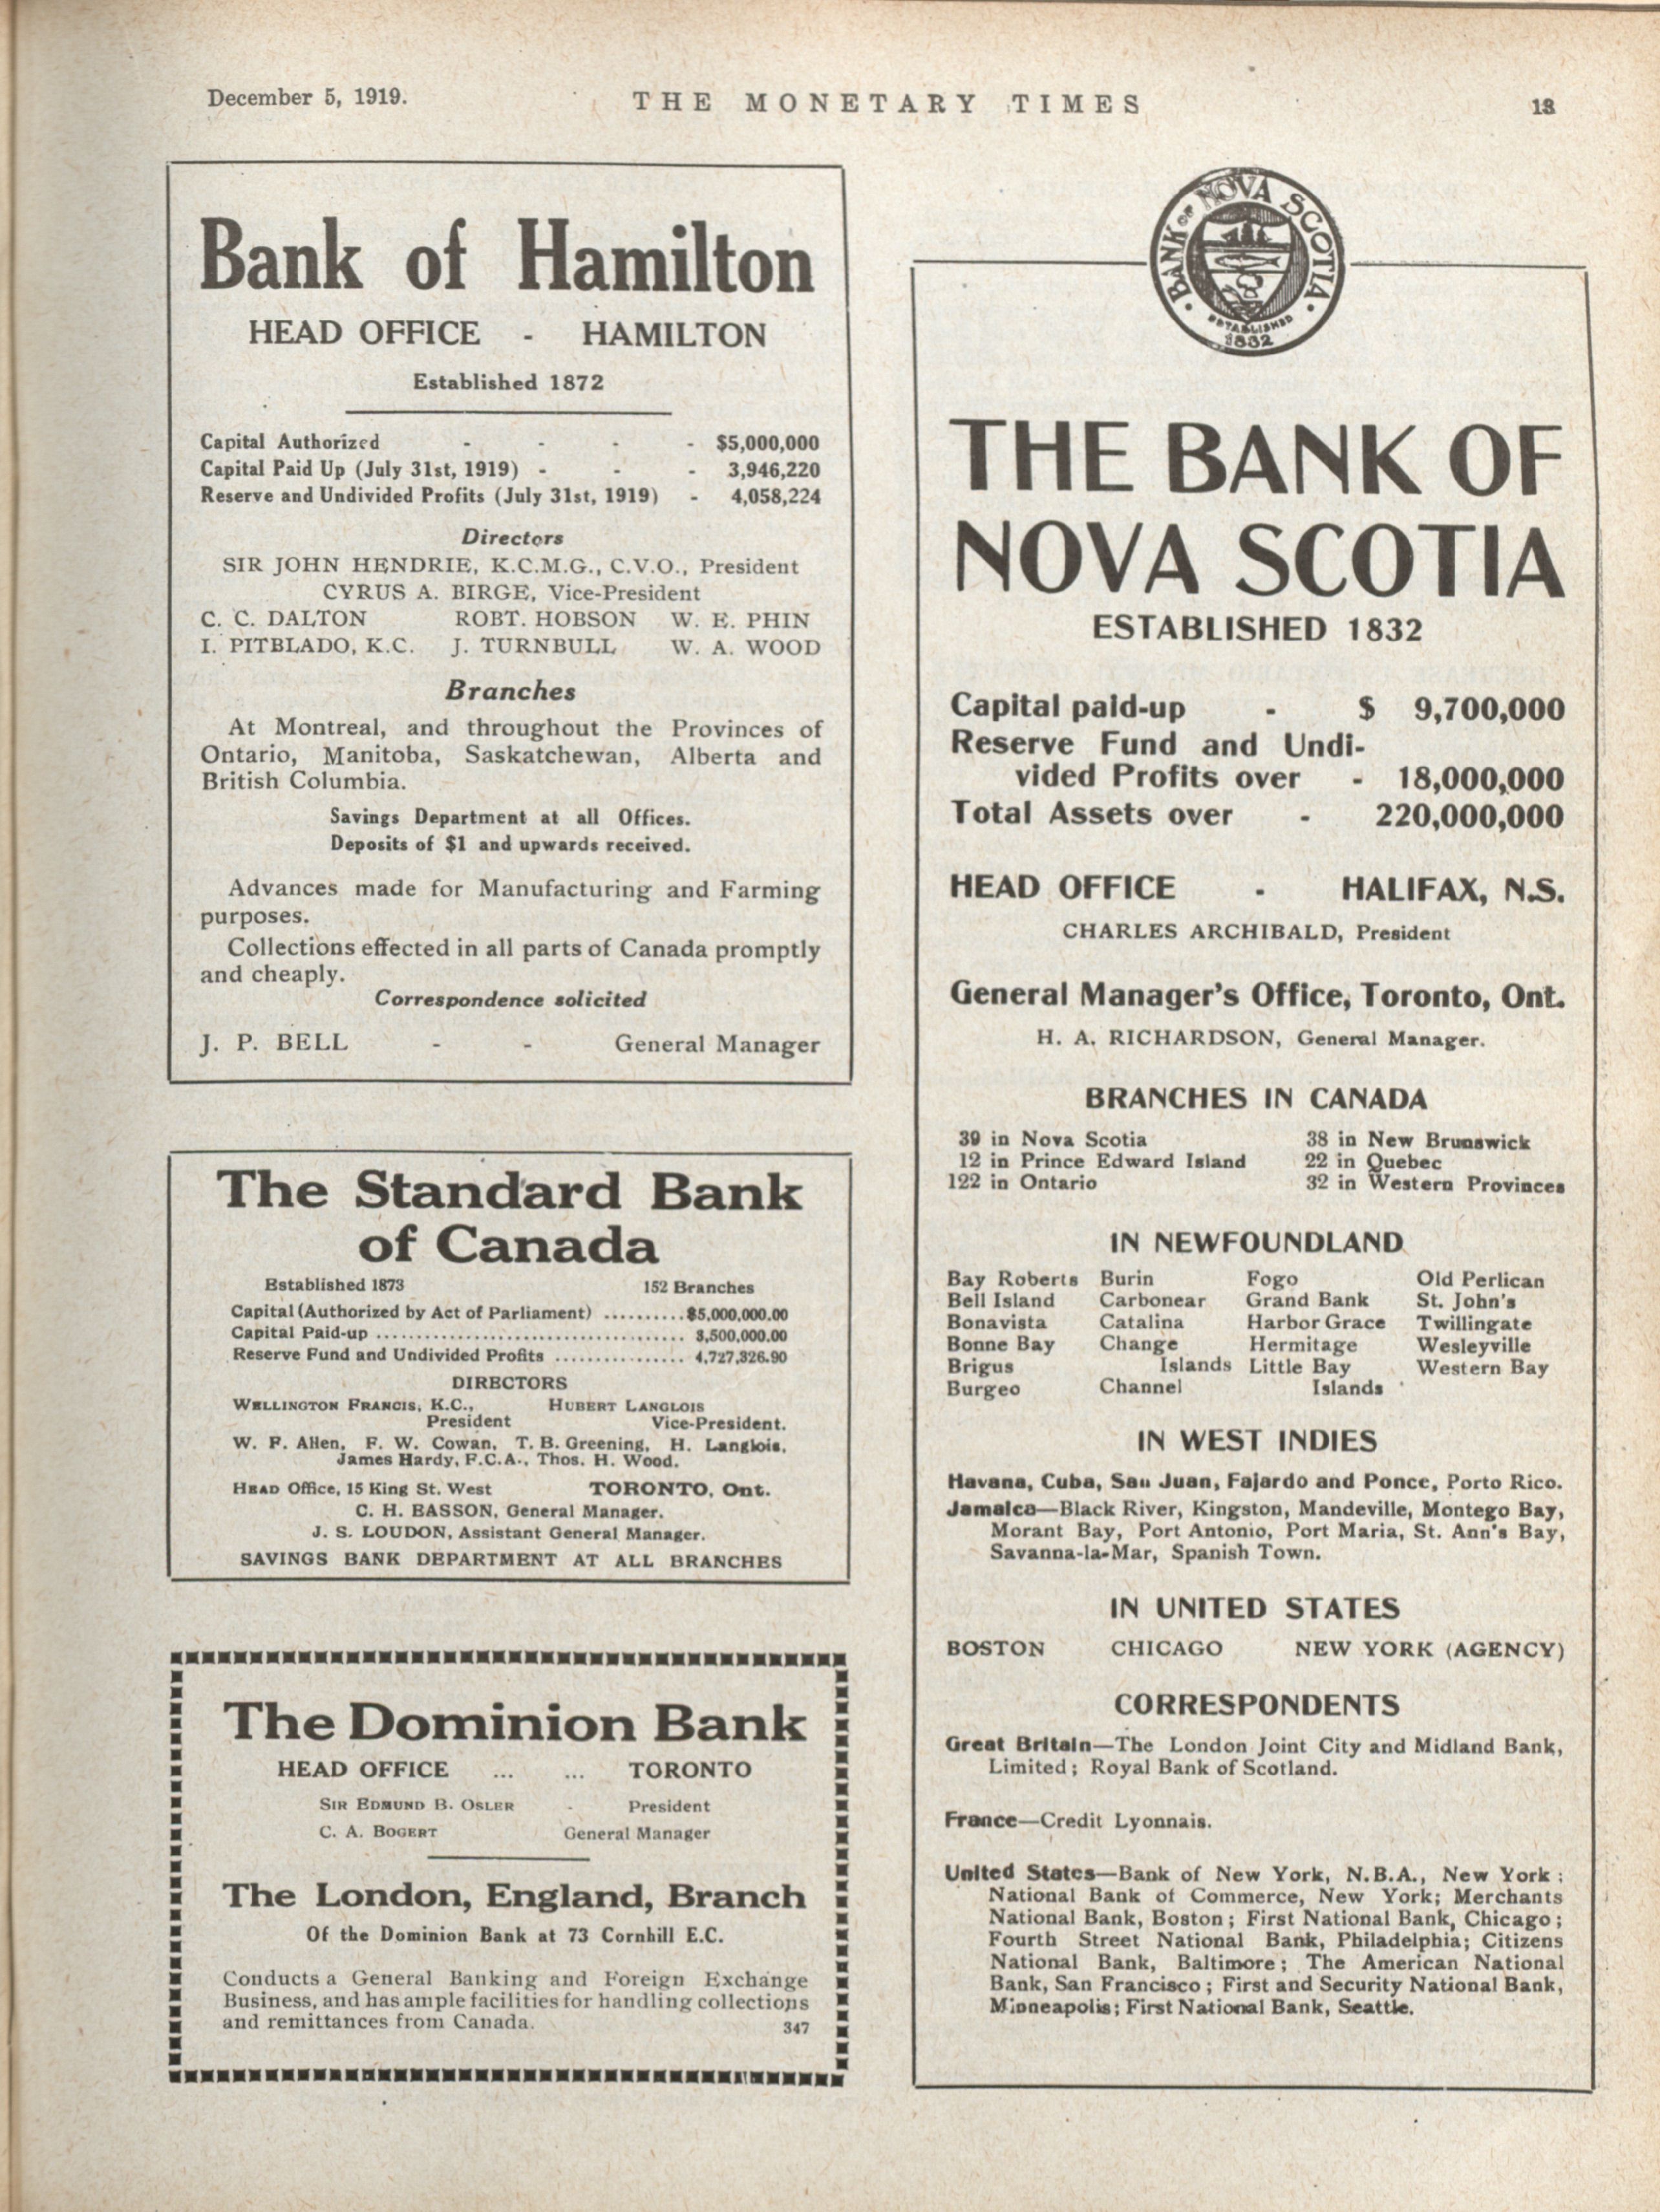 December 5, 1919.
THE MONETARY TIMES
13
Bank of Hamilton
HEAD OFFICE - HAMILTON
Established 1872
Capital Authorized - - - - $5,000,000
Capital Paid Up (July 31st, 1919) - - - 3,946,220
Reserve and Undivided Profits (July 31st, 1919) - 4,058,224
Directors
SIR JOHN HENDRIE, K.C.M.G., C.V.O., President
CYRUS A. BIRGE, Vice-President
C. C. DALTON ROBT. HOBSON W. E. PHIN
I. PITBLADO, K.C. J. TURNBULL W. A. WOOD
Branches
At Montreal, and throughout the Provinces of
Ontario, Manitoba, Saskatchewan, Alberta and
British Columbia.
Savings Department at all Offices.
Deposits of $1 and upwards received.
Advances made for Manufacturing and Farming
purposes.
Collections effected in all parts of Canada promptly
and cheaply.
Correspondence solicited
J. P. BELL - - General Manager
The Standard Bank
of Canada
Established 1873 152 Branches
Capital (Authorized by Act of Parliament) .......... $5,000,000.00
Capital Paid-up ...................................... 3,500,000.00
Reserve Fund and Undivided Profits ................ 4,727,326.90
DIRECTORS
WELLINGTON FRANCIS, K.C., HUBERT LANGLOIS
President Vice-President.
W. F. Allen, F. W. Cowan, T. B. Greening, H. Langlois,
James Hardy, F.C.A., Thos. H. Wood.
HEAD Office, 15 King St. West TORONTO, Ont.
C. H. EASSON, General Manager.
J. S. LOUDON, Assistant General Manager.
SAVINGS BANK DEPARTMENT AT ALL BRANCHES
The Dominion Bank
HEAD OFFICE ... ... TORONTO
SIR EDMUND B. OSLER - President
C. A. BOGERT General Manager
The London, England, Branch
Of the Dominion Bank at 73 Cornhill E.C.
Conducts a General Banking and Foreign Exchange
Business, and has ample facilities for handling collections
and remittances from Canada.
347
BANK OF NOVA SCOTIA
ESTABLISHED
1832
THE BANK OF
NOVA SCOTIA
ESTABLISHED 1832
Capital paid-up - $ 9,700,000
Reserve Fund and Undi-
vided Profits over - 18,000,000
Total Assets over - 220,000,000
HEAD OFFICE - HALIFAX, N.S.
CHARLES ARCHIBALD, President
General Manager's Office, Toronto, Ont.
H. A. RICHARDSON, General Manager.
BRANCHES IN CANADA
39 in Nova Scotia 38 in New Brunswick
12 in Prince Edward Island 22 in Quebec
122 in Ontario 32 in Western Provinces
IN NEWFOUNDLAND
Bay Roberts Burin Fogo Old Perlican
Bell Island Carbonear Grand Bank St. John's
Bonavista Catalina Harbor Grace Twillingate
Bonne Bay Change Hermitage Wesleyville
Brigus Islands Little Bay Western Bay
Burgeo Channel Islands
IN WEST INDIES
Havana, Cuba, San Juan, Fajardo and Ponce, Porto Rico.
Jamaica—Black River, Kingston, Mandeville, Montego Bay,
Morant Bay, Port Antonio, Port Maria, St. Ann's Bay,
Savanna-la-Mar, Spanish Town.
IN UNITED STATES
BOSTON CHICAGO NEW YORK (AGENCY)
CORRESPONDENTS
Great Britain—The London Joint City and Midland Bank,
Limited; Royal Bank of Scotland.
France—Credit Lyonnais.
United States—Bank of New York, N.B.A., New York;
National Bank of Commerce, New York; Merchants
National Bank, Boston; First National Bank, Chicago;
Fourth Street National Bank, Philadelphia; Citizens
National Bank, Baltimore; The American National
Bank, San Francisco; First and Security National Bank,
Minneapolis; First National Bank, Seattle.